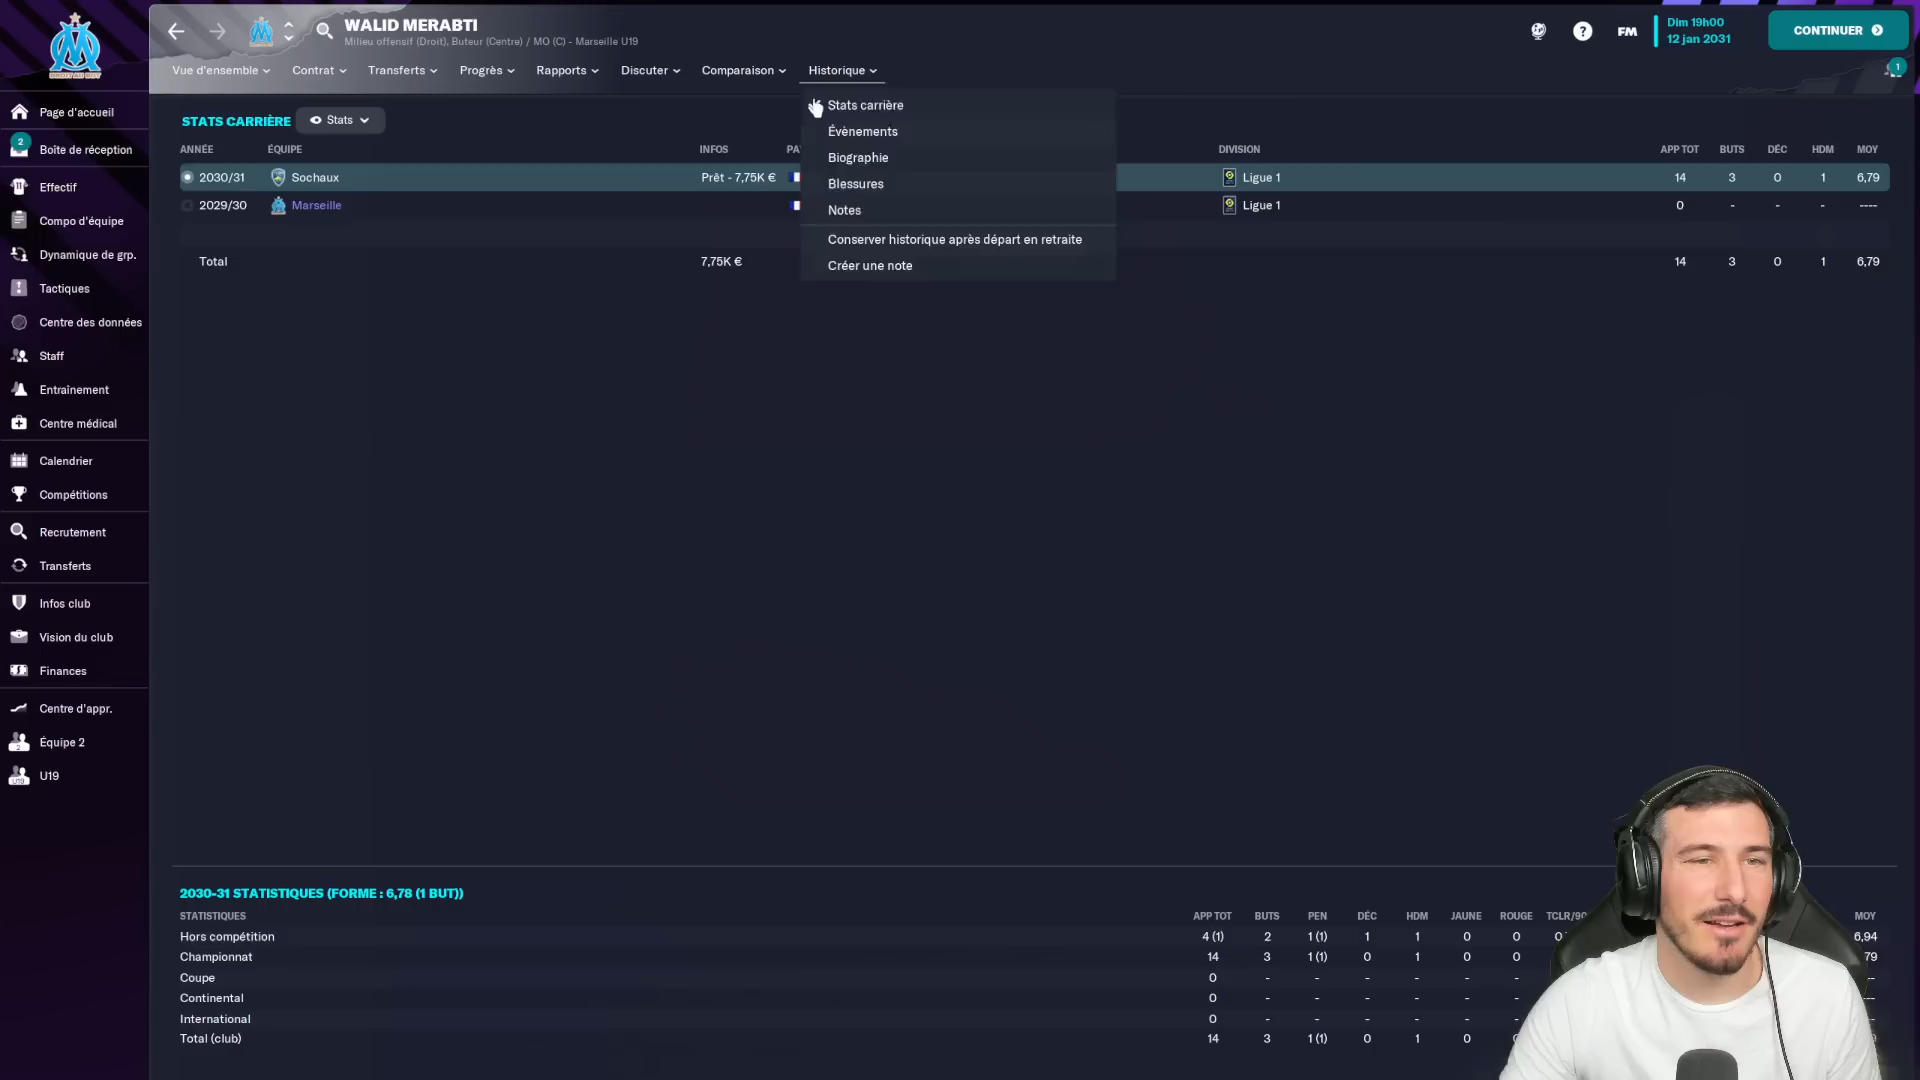 WALID MERABTI
Milieu offensif (Droit), Buteur (Centre) / MO (C) - Marseille U19
FM
Dim 19h00
12 jan 2031
CONTINUER
1
Vue d'ensemble
Contrat
Transferts
Progrès
Rapports
Discuter
Comparaison
Historique
Page d'accueil
2
Boîte de réception
Effectif
Compo d'équipe
Dynamique de grp.
Tactiques
Centre des données
Staff
Entraînement
Centre médical
Calendrier
Compétitions
Recrutement
Transferts
Infos club
Vision du club
Finances
Centre d'appr.
Équipe 2
U19
STATS CARRIÈRE
Stats
Stats carrière
Évènements
Biographie
Blessures
Notes
Conserver historique après départ en retraite
Créer une note
ANNÉE ÉQUIPE INFOS DIVISION APP TOT BUTS DÉC HDM MOY
2030/31 Sochaux Prêt - 7,75K € Ligue 1 14 3 0 1 6,79
2029/30 Marseille Ligue 1 0 - - - ----
Total 7,75K € 14 3 0 1 6,79
2030-31 STATISTIQUES (FORME : 6,78 (1 BUT))
STATISTIQUES APP TOT BUTS PEN DÉC HDM JAUNE ROUGE MOY
Hors compétition 4 (1) 2 1 (1) 1 1 0 0 6,94
Championnat 14 3 1 (1) 0 1 0 0
Coupe 0 - - - - - -
Continental 0 - - - - - -
International 0 - - - - - -
Total (club) 14 3 1 (1) 0 1 0